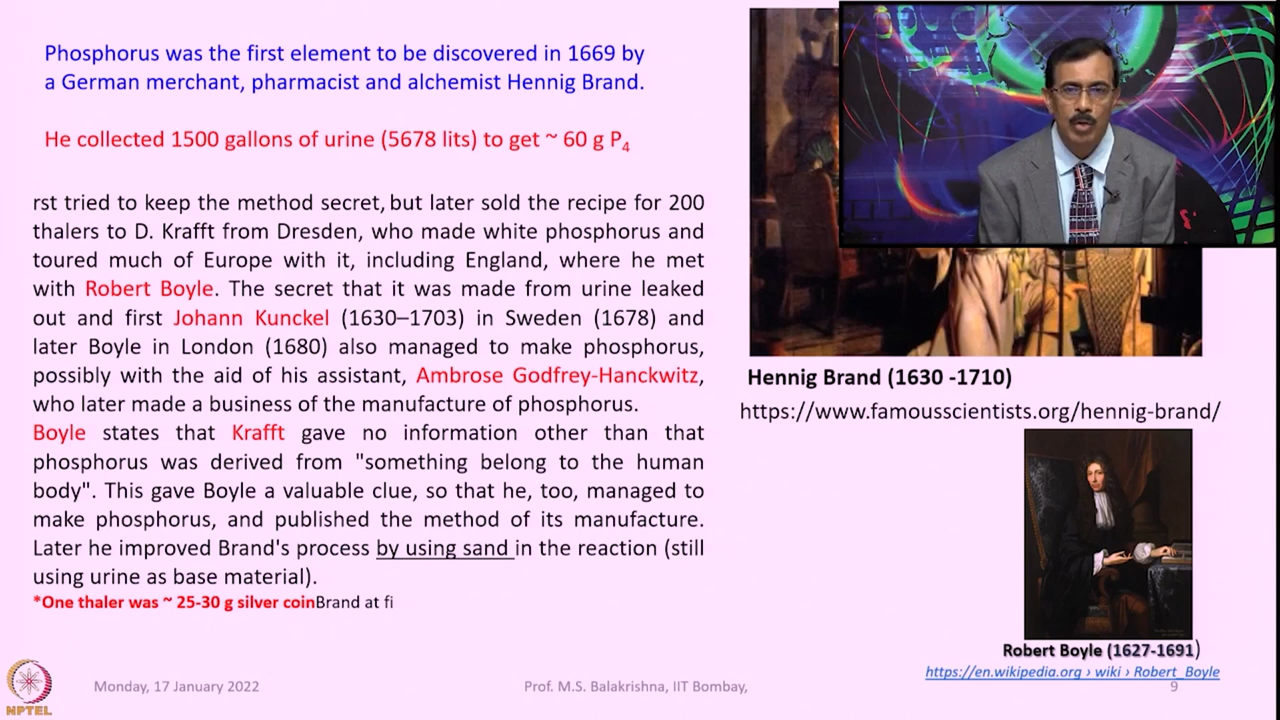 Phosphorus was the first element to be discovered in 1669 by
a German merchant, pharmacist and alchemist Hennig Brand.
He collected 1500 gallons of urine (5678 lits) to get ~ 60 g P₄
rst tried to keep the method secret, but later sold the recipe for 200
thalers to D. Krafft from Dresden, who made white phosphorus and
toured much of Europe with it, including England, where he met
with Robert Boyle. The secret that it was made from urine leaked
out and first Johann Kunckel (1630–1703) in Sweden (1678) and
later Boyle in London (1680) also managed to make phosphorus,
possibly with the aid of his assistant, Ambrose Godfrey-Hanckwitz,
who later made a business of the manufacture of phosphorus.
Boyle states that Krafft gave no information other than that
phosphorus was derived from "something belong to the human
body". This gave Boyle a valuable clue, so that he, too, managed to
make phosphorus, and published the method of its manufacture.
Later he improved Brand's process by using sand in the reaction (still
using urine as base material).
*One thaler was ~ 25-30 g silver coinBrand at fi
Hennig Brand (1630 -1710)
https://www.famousscientists.org/hennig-brand/
Robert Boyle (1627-1691)
https://en.wikipedia.org › wiki › Robert_Boyle
NPTEL
Monday, 17 January 2022
Prof. M.S. Balakrishna, IIT Bombay,
9